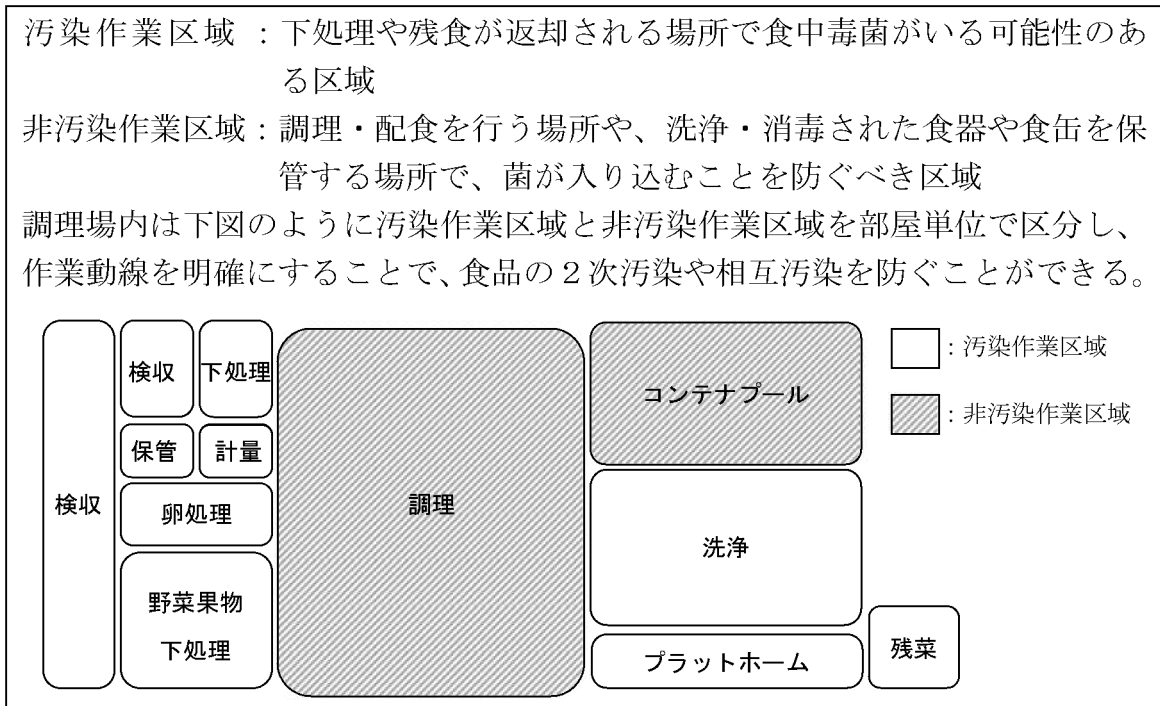 汚染作業区域 ：下処理や残食が返却される場所で食中毒菌がいる可能性のあ
る区域
非汚染作業区域：調理・配食を行う場所や、洗浄・消毒された食器や食缶を保
管する場所で、菌が入り込むことを防ぐべき区域
調理場内は下図のように汚染作業区域と非汚染作業区域を部屋単位で区分し、
作業動線を明確にすることで、食品の２次汚染や相互汚染を防ぐことができる。
検収
検収
下処理
保管
計量
卵処理
野菜果物
下処理
調理
コンテナプール
洗浄
プラットホーム
残菜
：汚染作業区域
：非汚染作業区域